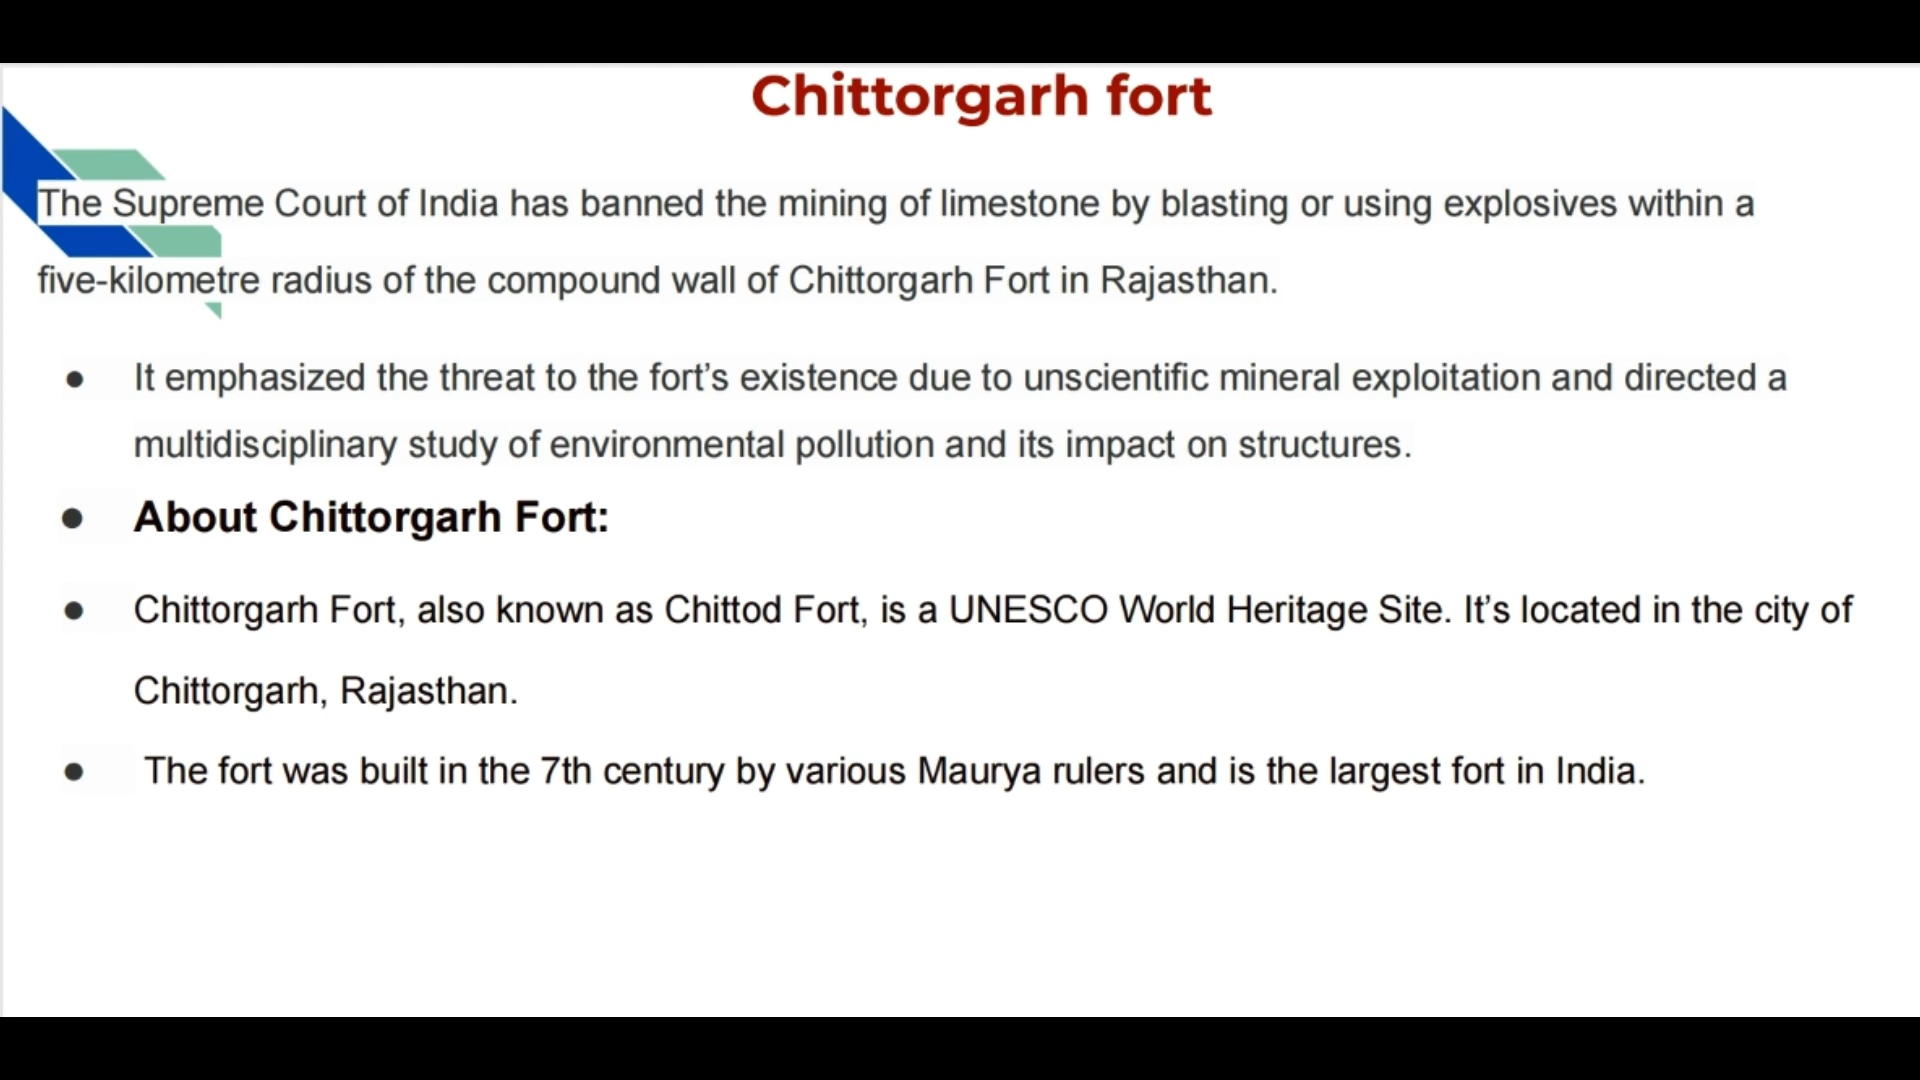 Chittorgarh fort
The Supreme Court of India has banned the mining of limestone by blasting or using explosives within a
five-kilometre radius of the compound wall of Chittorgarh Fort in Rajasthan.
● It emphasized the threat to the fort’s existence due to unscientific mineral exploitation and directed a
multidisciplinary study of environmental pollution and its impact on structures.
● About Chittorgarh Fort:
● Chittorgarh Fort, also known as Chittod Fort, is a UNESCO World Heritage Site. It’s located in the city of
Chittorgarh, Rajasthan.
● The fort was built in the 7th century by various Maurya rulers and is the largest fort in India.